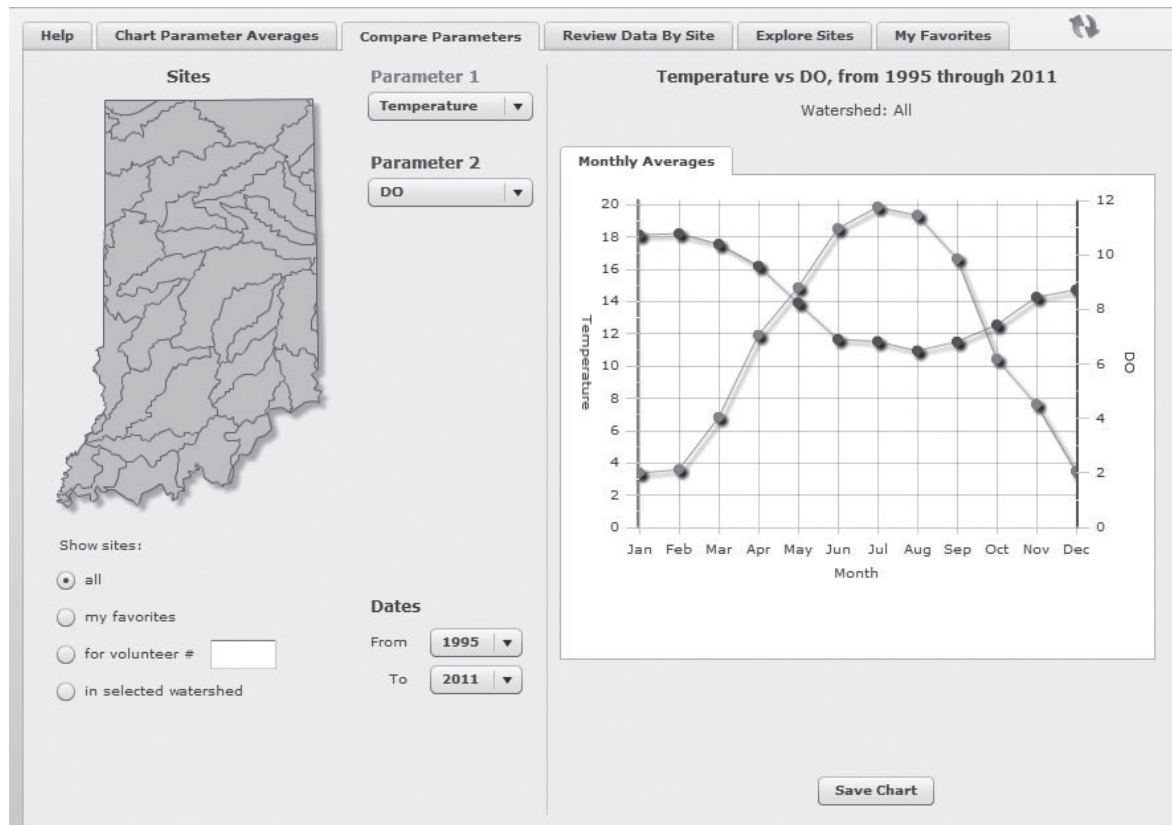 Help
Chart Parameter Averages
Compare Parameters
Review Data By Site
Explore Sites
My Favorites
Sites
Parameter 1
Temperature
Parameter 2
DO
Show sites:
all
my favorites
for volunteer #
in selected watershed
Dates
From 1995
To 2011
Temperature vs DO, from 1995 through 2011
Watershed: All
Monthly Averages
20
18
16
14
12
10
8
6
4
2
0
Temperature
12
10
8
6
4
2
0
DO
Jan Feb Mar Apr May Jun Jul Aug Sep Oct Nov Dec
Month
Save Chart